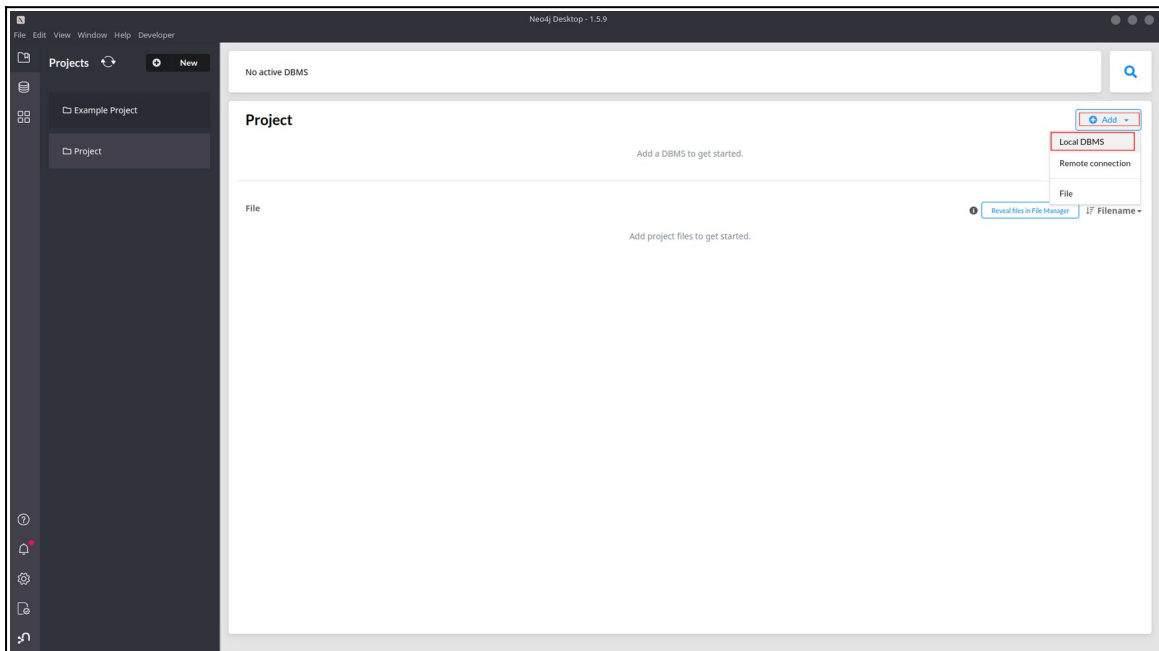 Neo4j Desktop - 1.5.9
File Edit View Window Help Developer
Projects
New
Example Project
Project
No active DBMS
Project
Add
Local DBMS
Remote connection
File
Add a DBMS to get started.
File
Reveal files in File Manager
Filename
Add project files to get started.